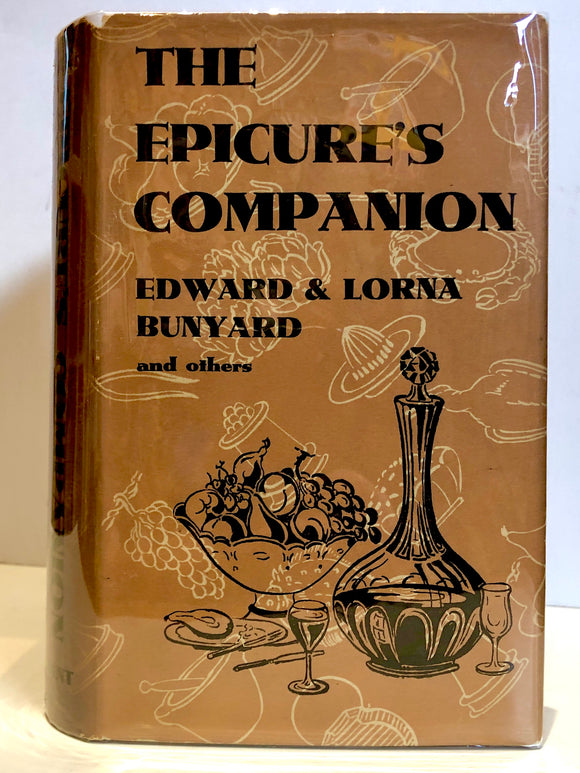 THE
EPICURE'S
COMPANION
EDWARD & LORNA
BUNYARD
and others